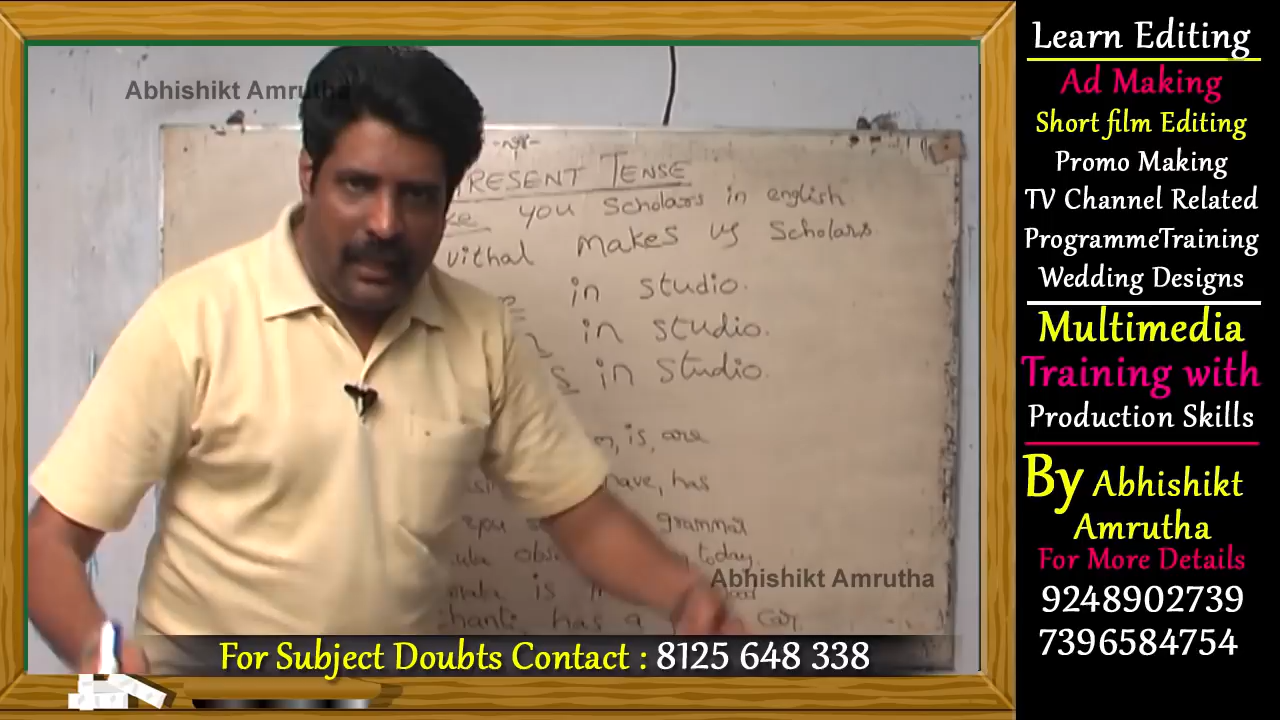 Abhishikt Amrutha
PRESENT TENSE
you Scholars in english
vithal makes us Scholars
in studio.
in studio.
in studio.
is, are
have, has
you grammar
today.
Abhishikt Amrutha
is
has a car
For Subject Doubts Contact : 8125 648 338
Learn Editing
Ad Making
Short film Editing
Promo Making
TV Channel Related
ProgrammeTraining
Wedding Designs
Multimedia
Training with
Production Skills
By Abhishikt
Amrutha
For More Details
9248902739
7396584754